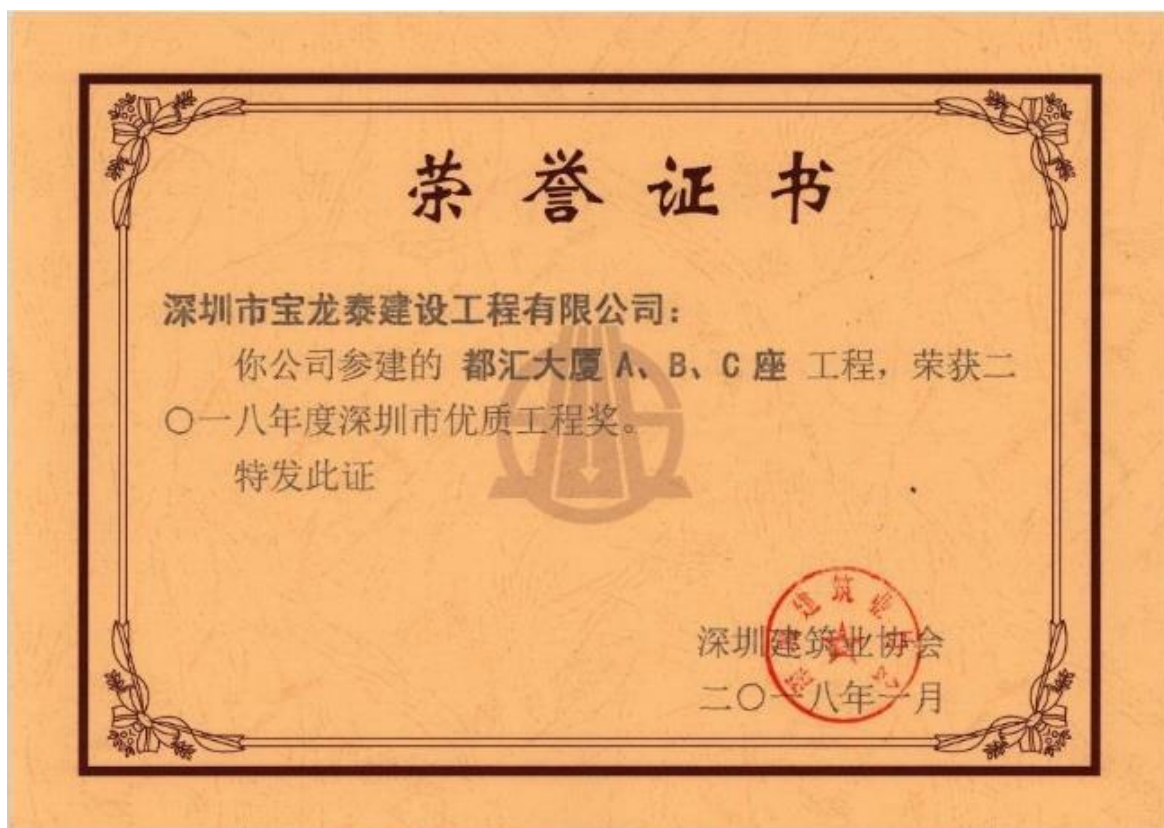 荣誉证书
深圳市宝龙泰建设工程有限公司：
你公司参建的 都汇大厦 A、B、C 座 工程，荣获二
〇一八年度深圳市优质工程奖。
特发此证
深圳建筑业协会
二〇一八年一月